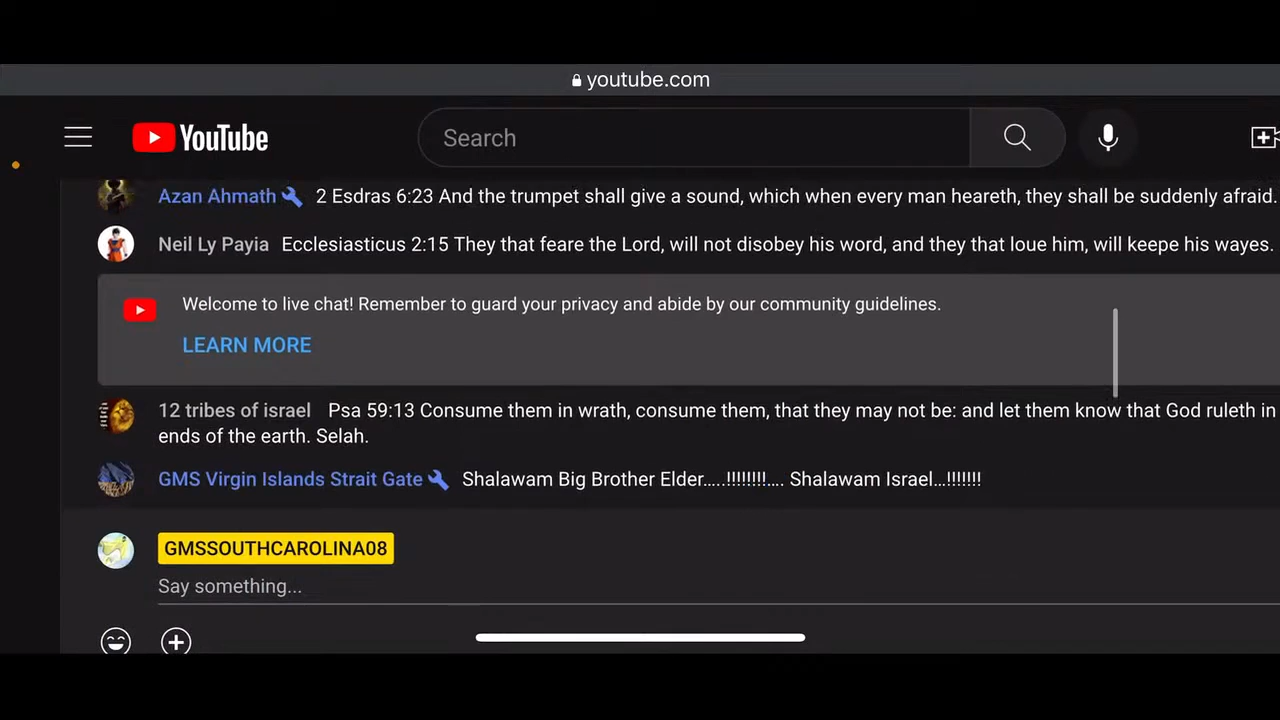 youtube.com
YouTube
Search
Azan Ahmath 2 Esdras 6:23 And the trumpet shall give a sound, which when every man heareth, they shall be suddenly afraid.
Neil Ly Payia Ecclesiasticus 2:15 They that feare the Lord, will not disobey his word, and they that loue him, will keepe his wayes.
Welcome to live chat! Remember to guard your privacy and abide by our community guidelines.
LEARN MORE
12 tribes of israel Psa 59:13 Consume them in wrath, consume them, that they may not be: and let them know that God ruleth in
ends of the earth. Selah.
GMS Virgin Islands Strait Gate Shalawam Big Brother Elder…..!!!!!!!!…. Shalawam Israel…!!!!!!!
GMSSOUTHCAROLINA08
Say something...